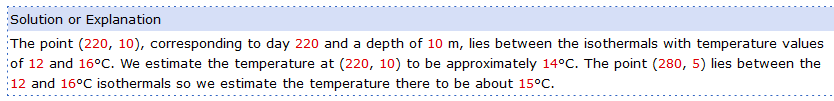 Solution or Explanation
The point (220, 10), corresponding to day 220 and a depth of 10 m, lies between the isothermals with temperature values
of 12 and 16°C. We estimate the temperature at (220, 10) to be approximately 14°C. The point (280, 5) lies between the
12 and 16°C isothermals so we estimate the temperature there to be about 15°C.